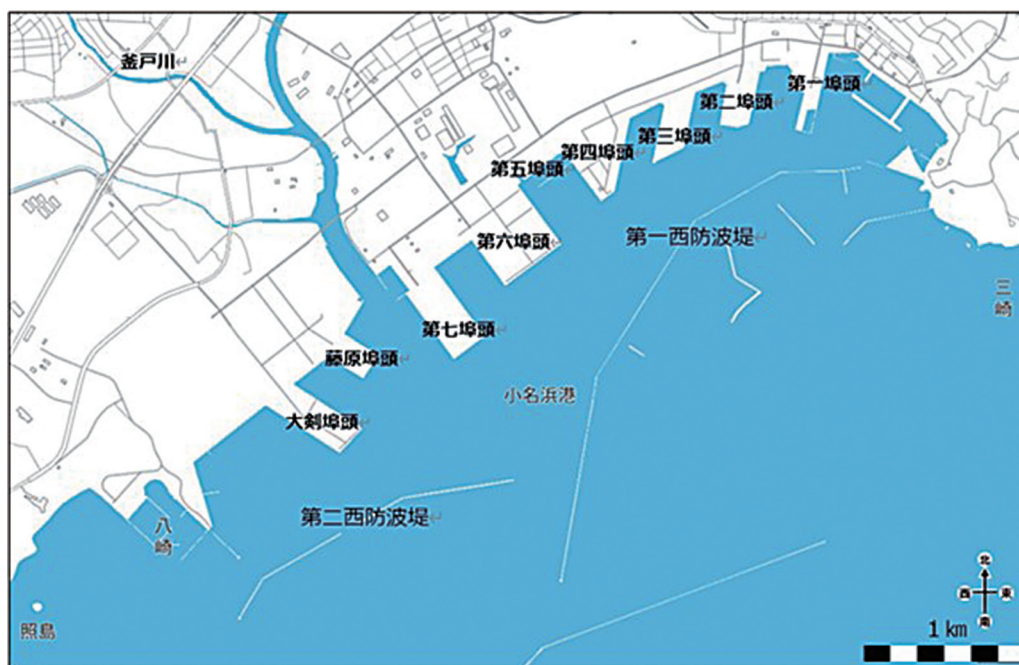 釜戸川↵
第一埠頭↵
第二埠頭↵
第三埠頭↵
第四埠頭↵
第五埠頭↵
第六埠頭↵
第七埠頭↵
藤原埠頭↵
大剣埠頭↵
第一西防波堤↵
第二西防波堤↵
小名浜港
三崎
八崎
照島
北
西
東
南
1 km